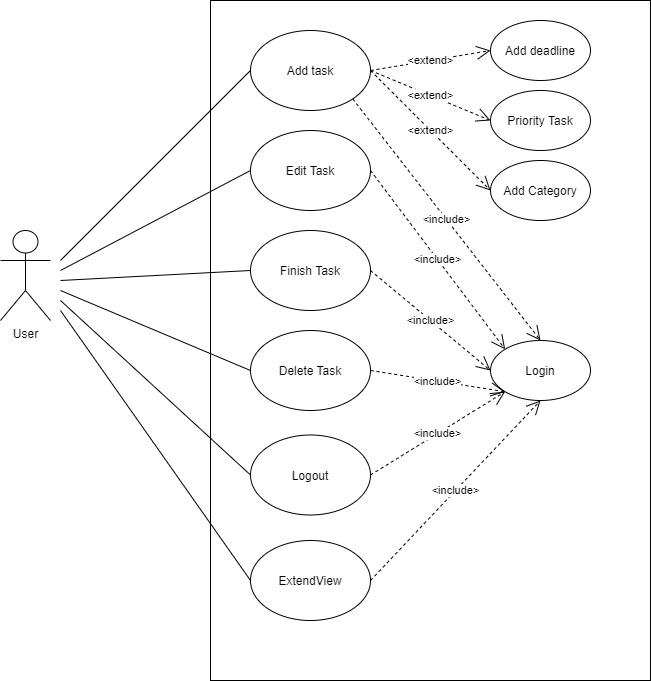 Add task
<extend>
Add deadline
<extend>
Priority Task
<extend>
Add Category
Edit Task
<include>
<include>
Finish Task
User
<include>
Delete Task
<include>
Login
<include>
Logout
<include>
ExtendView